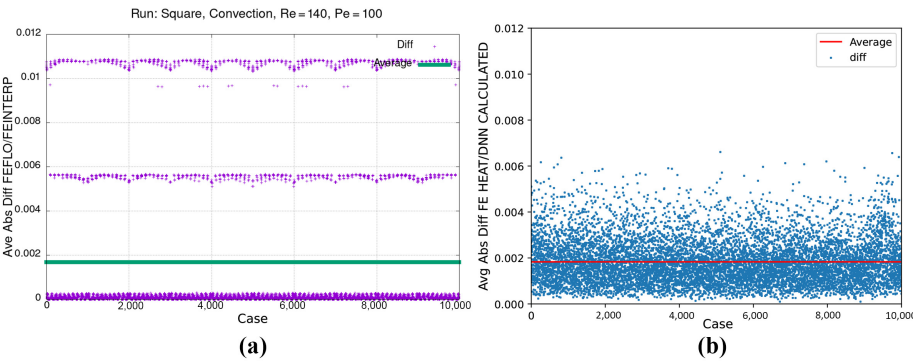 Run: Square, Convection, Re = 140, Pe = 100
Ave Abs Diff FEFLO/FEINTERP
0.012
0.01
0.008
0.006
0.004
0.002
0
Diff
Average
0 2,000 4,000 6,000 8,000 10,000
Case
(a)
Avg Abs Diff FE HEAT/DNN CALCULATED
0.012
0.010
0.008
0.006
0.004
0.002
0.000
Average
diff
0 2,000 4,000 6,000 8,000 10,000
Case
(b)